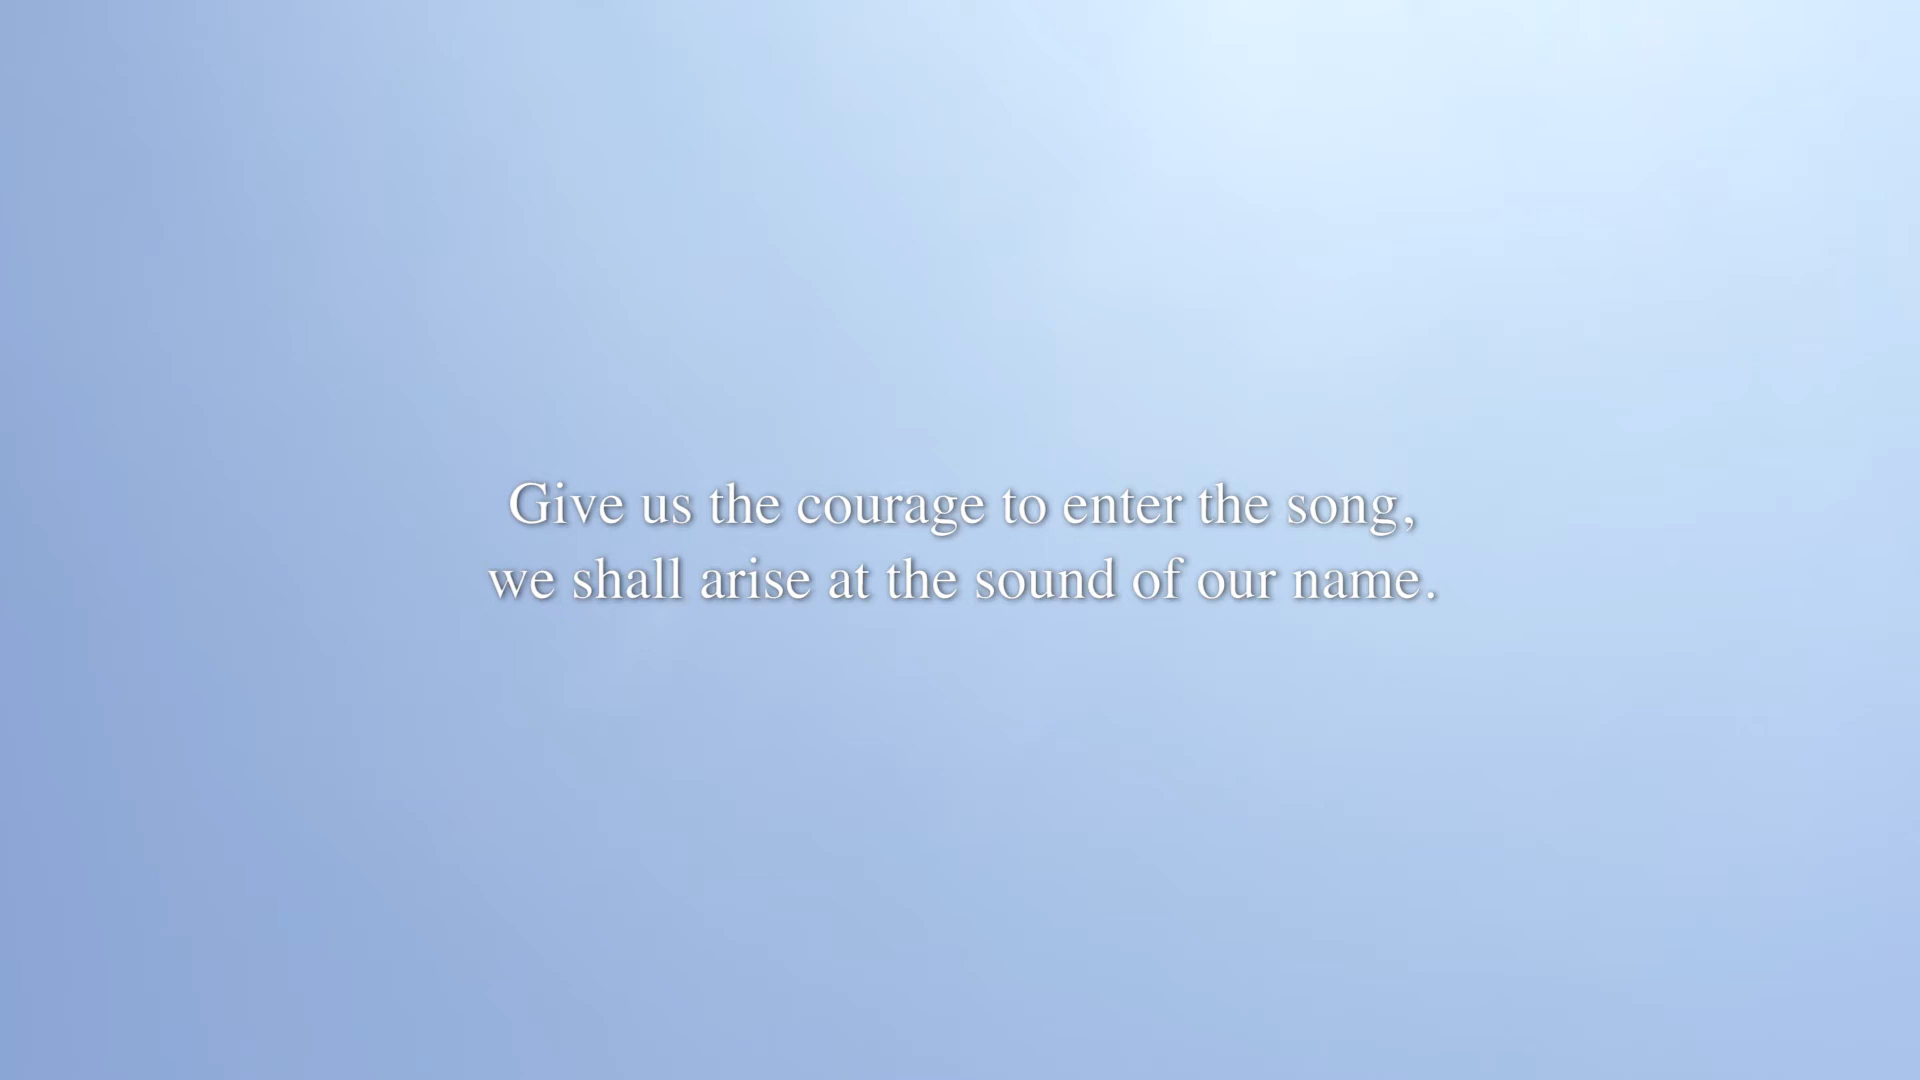 Give us the courage to enter the song,
we shall arise at the sound of our name.